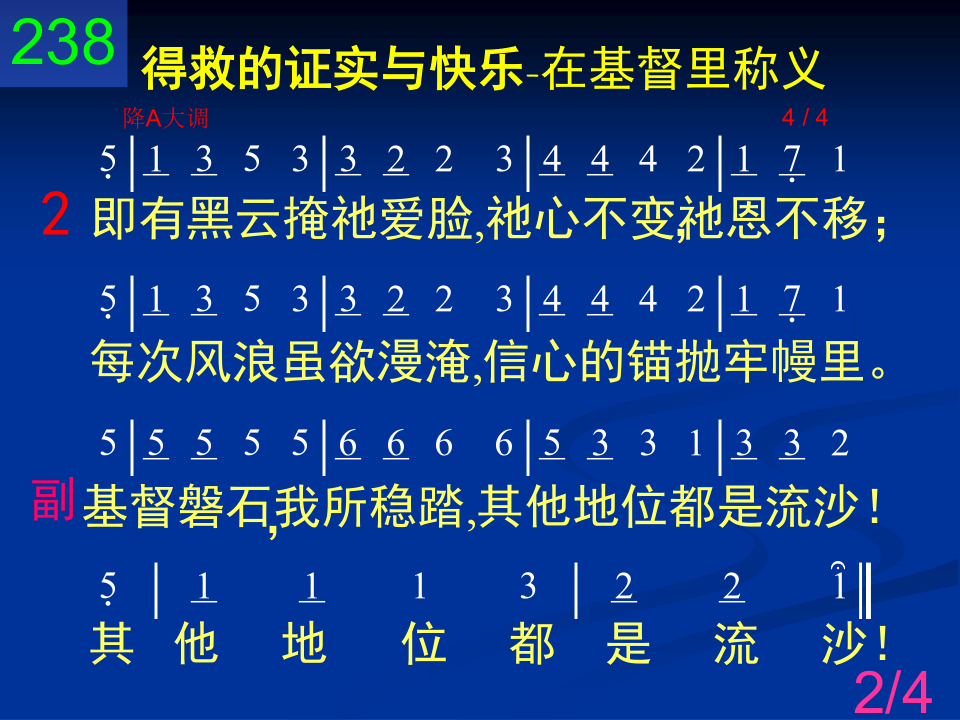 238
得救的证实与快乐-在基督里称义
降A大调 4 / 4
5̣ | 1̲ 3̲ 5 3 | 3̲ 2̲ 2 3 | 4̲ 4̲ 4 2 | 1̲ 7̣̲ 1
2 即有黑云掩祂爱脸,祂心不变,祂恩不移；
5̣ | 1̲ 3̲ 5 3 | 3̲ 2̲ 2 3 | 4̲ 4̲ 4 2 | 1̲ 7̣̲ 1
每次风浪虽欲漫淹,信心的锚抛牢幔里。
5 | 5̲ 5̲ 5 5 | 6̲ 6̲ 6 6 | 5̲ 3̲ 3 1 | 3̲ 3̲ 2
副 基督磐石,我所稳踏,其他地位都是流沙！
5̣ | 1̲ 1̲ 1 3 | 2̲ 2̲ 1̑ ‖
其 他 地 位 都 是 流 沙！
2/4